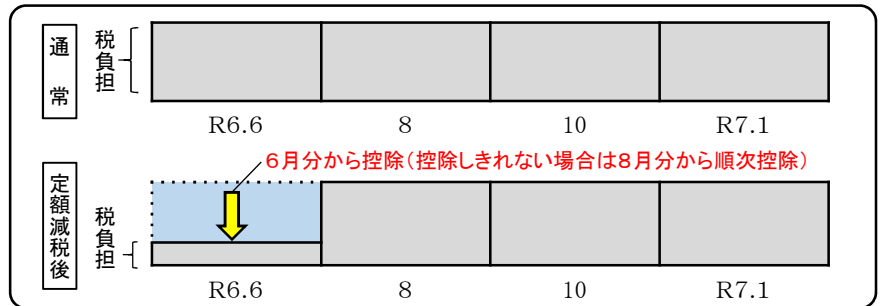 通常
税負担
R6.6 8 10 R7.1
6月分から控除(控除しきれない場合は8月分から順次控除)
定額減税後
税負担
R6.6 8 10 R7.1